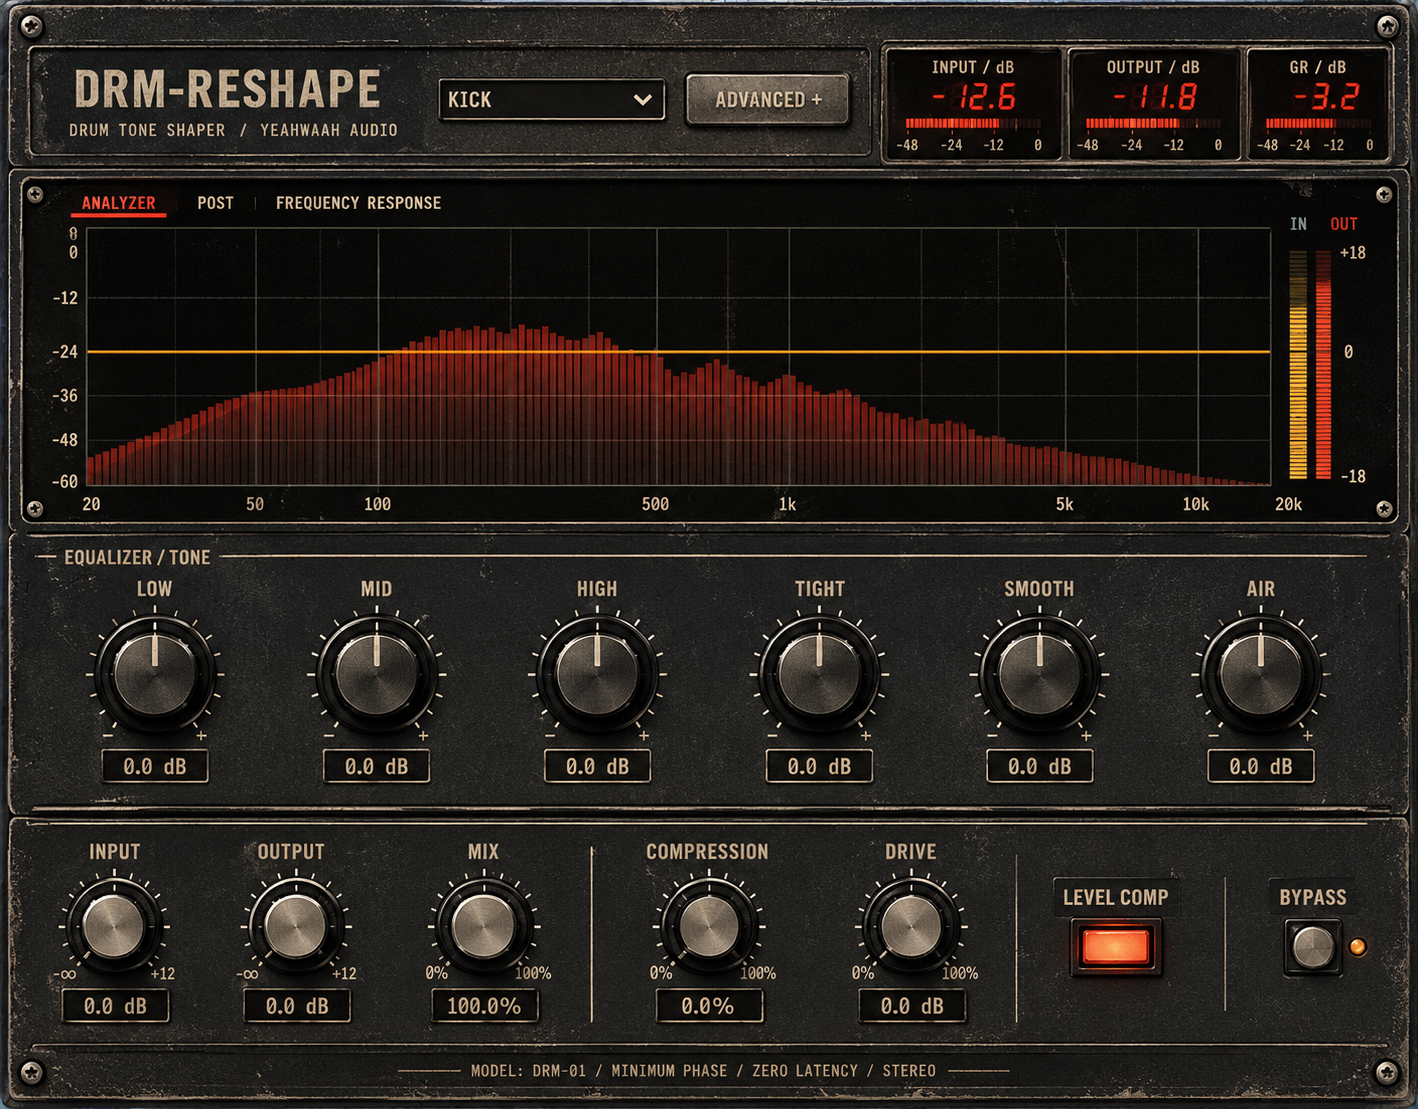 DRM-RESHAPE
DRUM TONE SHAPER / YEAHWAAH AUDIO
KICK
ADVANCED +
INPUT / dB
-12.6
-48 -24 -12 0
OUTPUT / dB
-11.8
-48 -24 -12 0
GR / dB
-3.2
-48 -24 -12 0
ANALYZER | POST | FREQUENCY RESPONSE
IN OUT
8
0
-12
-24
-36
-48
-60
+18
0
-18
20 50 100 500 1k 5k 10k 20k
EQUALIZER / TONE
LOW MID HIGH TIGHT SMOOTH AIR
- + - + - + - + - + - +
0.0 dB 0.0 dB 0.0 dB 0.0 dB 0.0 dB 0.0 dB
INPUT OUTPUT MIX COMPRESSION DRIVE
LEVEL COMP BYPASS
-∞ +12 -∞ +12 0% 100% 0% 100% 0% 100%
0.0 dB 0.0 dB 100.0% 0.0% 0.0 dB
MODEL: DRM-01 / MINIMUM PHASE / ZERO LATENCY / STEREO